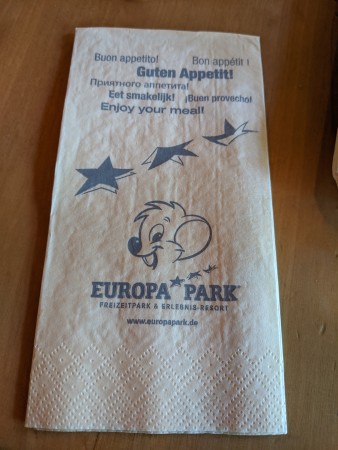 Buon appetito! Bon appétit !
Guten Appetit!
Приятного аппетита!
Eet smakelijk! ¡Buen provecho!
Enjoy your meal!
EUROPA PARK
FREIZEITPARK & ERLEBNIS-RESORT
www.europapark.de